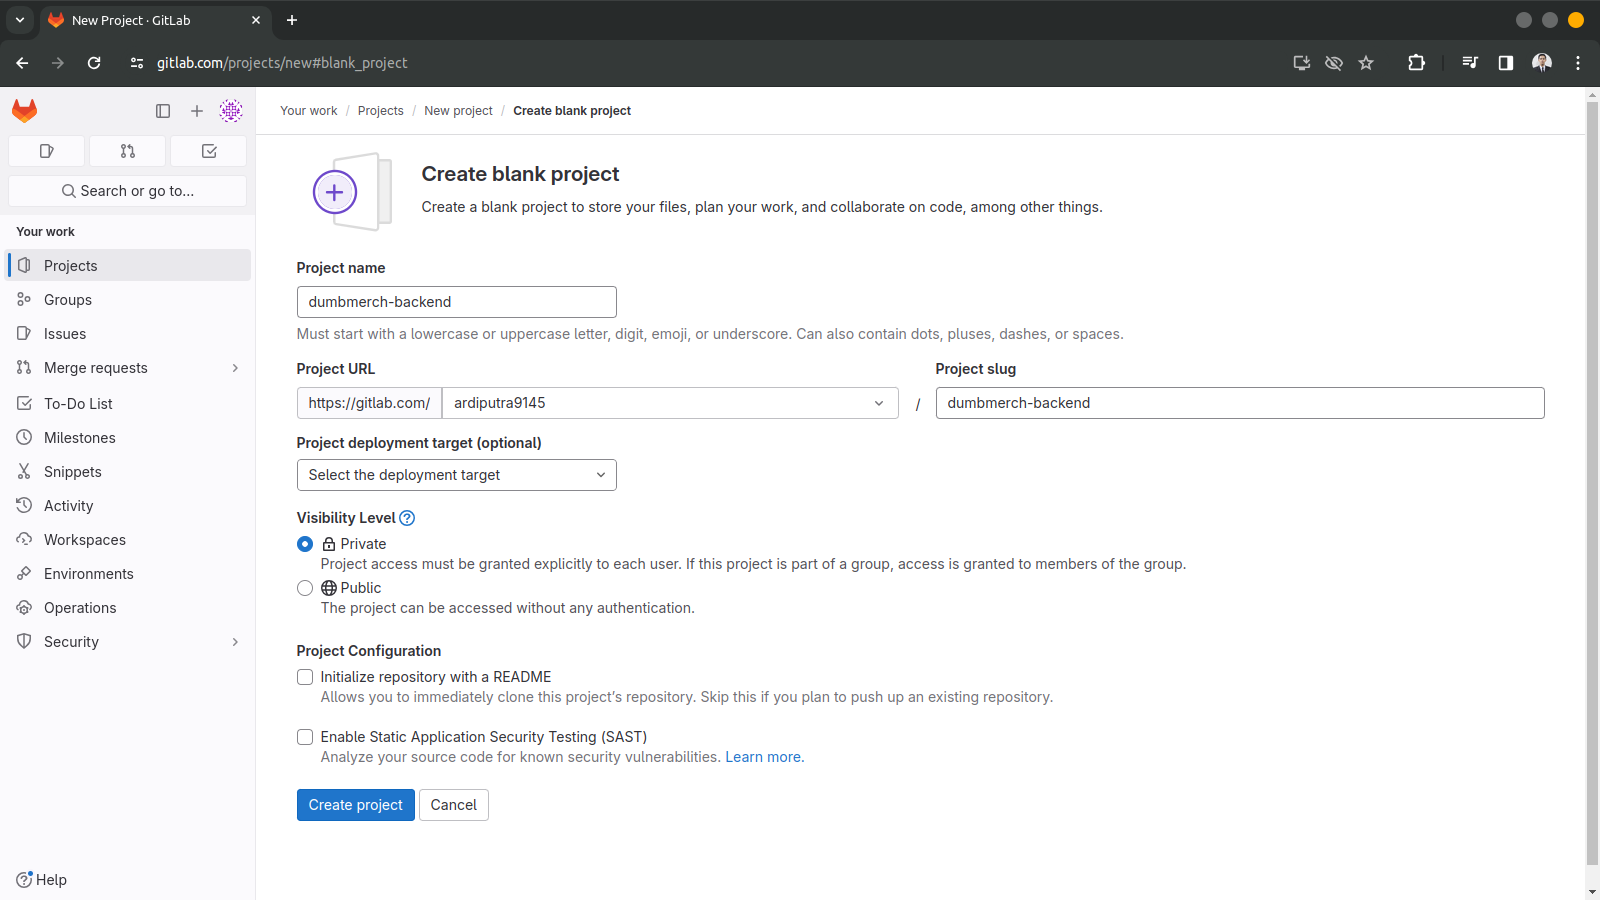 New Project · GitLab
gitlab.com/projects/new#blank_project
Search or go to...
Your work
Projects
Groups
Issues
Merge requests
To-Do List
Milestones
Snippets
Activity
Workspaces
Environments
Operations
Security
Help
Your work / Projects / New project / Create blank project
Create blank project
Create a blank project to store your files, plan your work, and collaborate on code, among other things.
Project name
dumbmerch-backend
Must start with a lowercase or uppercase letter, digit, emoji, or underscore. Can also contain dots, pluses, dashes, or spaces.
Project URL
Project slug
https://gitlab.com/ ardiputra9145 / dumbmerch-backend
Project deployment target (optional)
Select the deployment target
Visibility Level
Private
Project access must be granted explicitly to each user. If this project is part of a group, access is granted to members of the group.
Public
The project can be accessed without any authentication.
Project Configuration
Initialize repository with a README
Allows you to immediately clone this project's repository. Skip this if you plan to push up an existing repository.
Enable Static Application Security Testing (SAST)
Analyze your source code for known security vulnerabilities. Learn more.
Create project Cancel